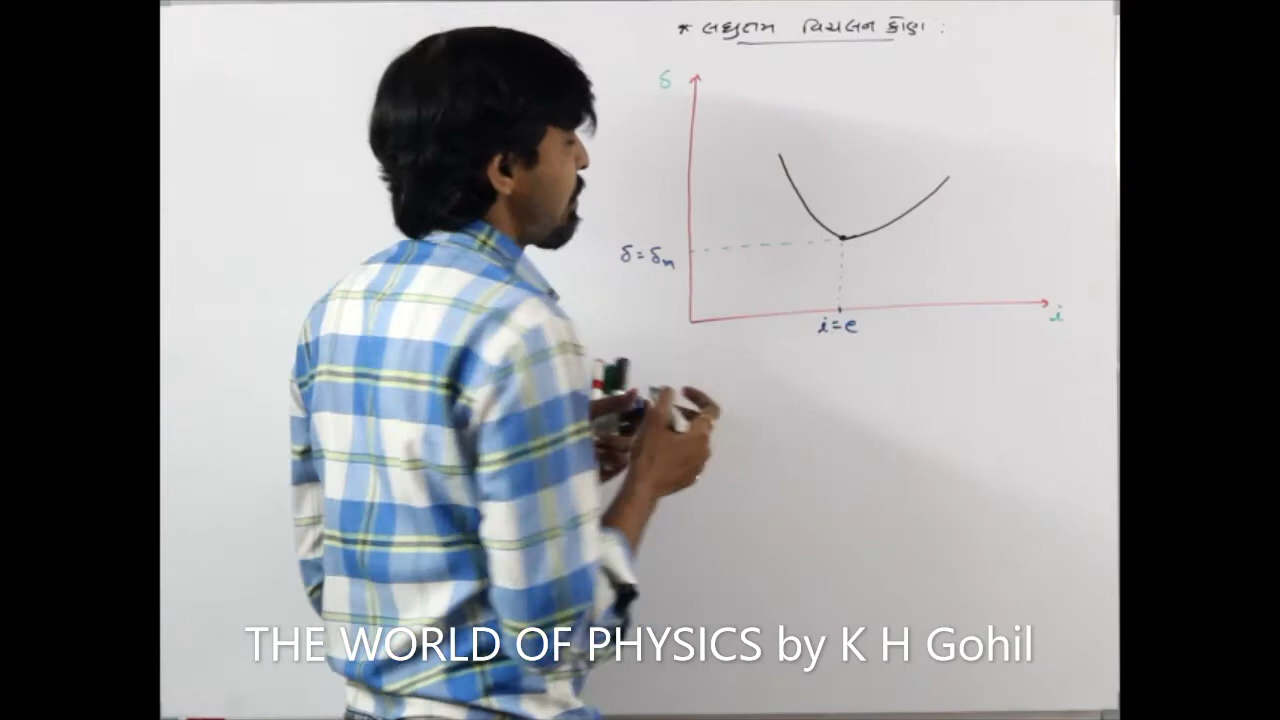 * લઘુતમ વિચલન કોણ :
δ
δ = δm
i = e
i
THE WORLD OF PHYSICS by K H Gohil